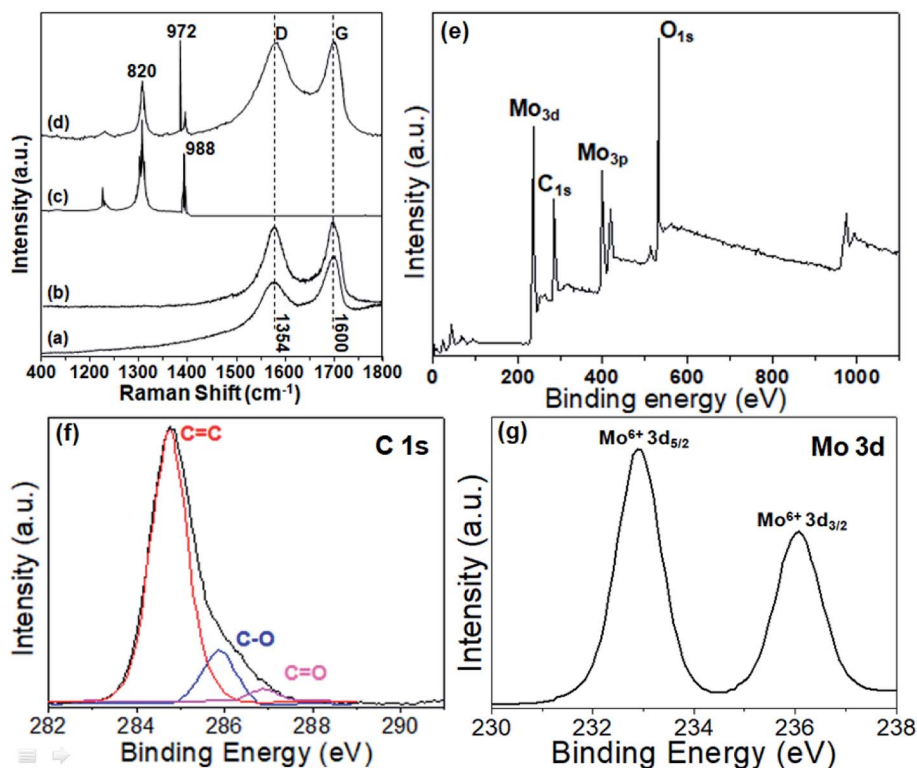 972
D
G
820
(d)
988
(c)
(b)
(a)
1354
1600
Intensity (a.u.)
400 1200 1300 1400 1500 1600 1700 1800
Raman Shift (cm-1)
(e)
O1s
Mo3d
C1s
Mo3p
Intensity (a.u.)
0 200 400 600 800 1000
Binding energy (eV)
(f)
C=C
C 1s
C-O
C=O
Intensity (a.u.)
282 284 286 288 290
Binding Energy (eV)
(g)
Mo6+ 3d5/2
Mo 3d
Mo6+ 3d3/2
Intensity (a.u.)
230 232 234 236 238
Binding Energy (eV)